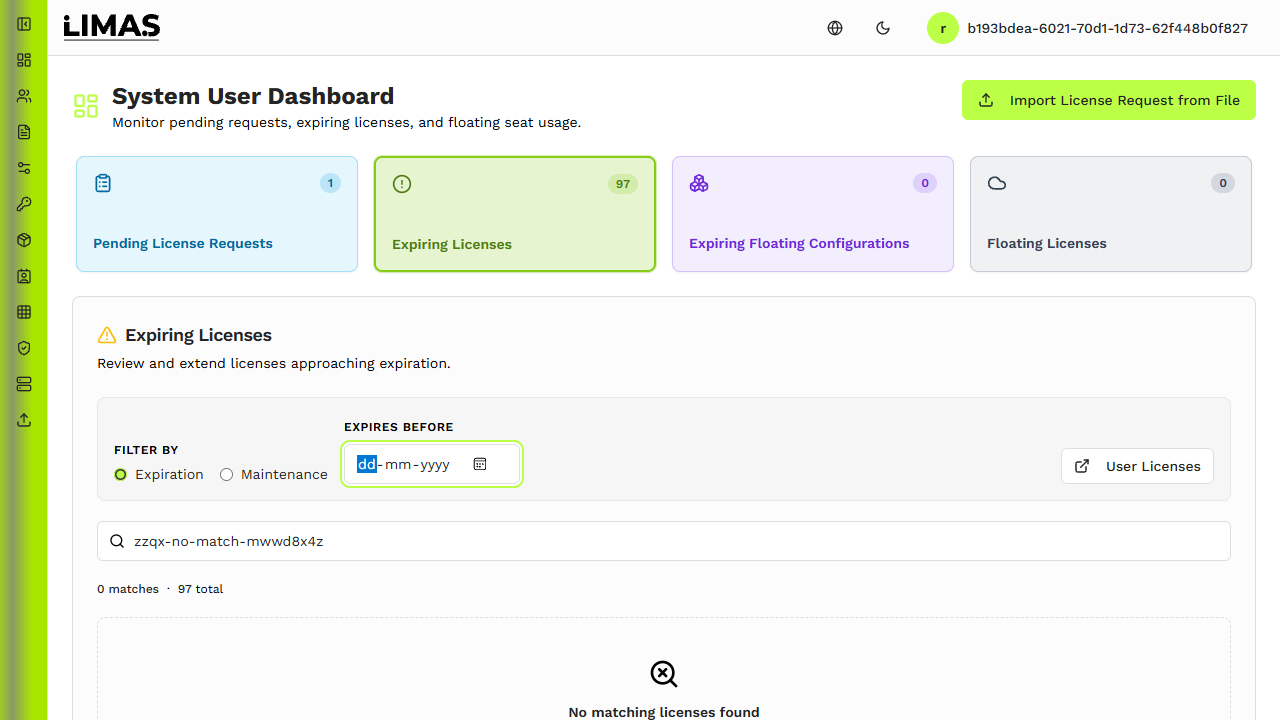 LIMAS
r
b193bdea-6021-70d1-1d73-62f448b0f827
System User Dashboard
Monitor pending requests, expiring licenses, and floating seat usage.
Import License Request from File
1
Pending License Requests
97
Expiring Licenses
0
Expiring Floating Configurations
0
Floating Licenses
Expiring Licenses
Review and extend licenses approaching expiration.
FILTER BY
Expiration
Maintenance
EXPIRES BEFORE
dd-mm-yyyy
User Licenses
zzqx-no-match-mwwd8x4z
0 matches · 97 total
No matching licenses found